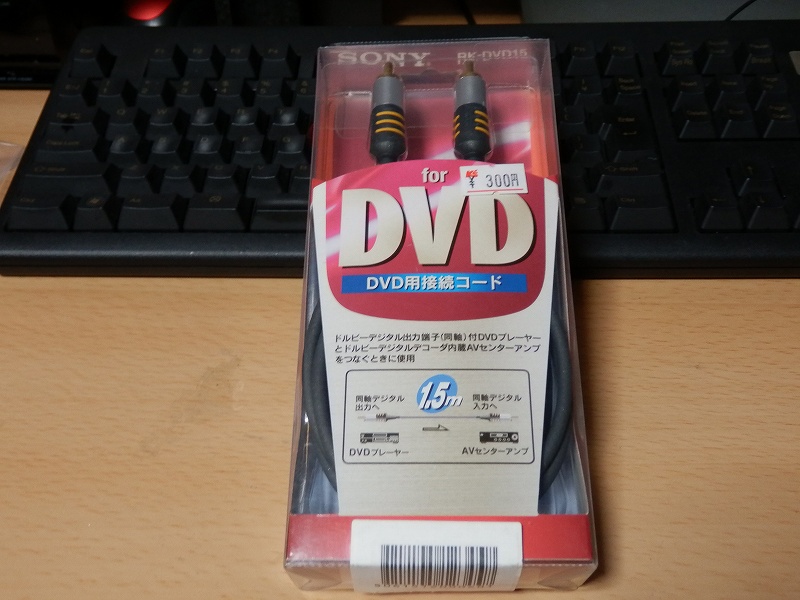 SONY
RK-DVD15
for
300円
DVD
DVD用接続コード
ドルビーデジタル出力端子(同軸)付DVDプレーヤー
とドルビーデジタルデコーダ内蔵AVセンターアンプ
をつなぐときに使用
1.5m
同軸デジタル
出力へ
同軸デジタル
入力へ
DVDプレーヤー
AVセンターアンプ